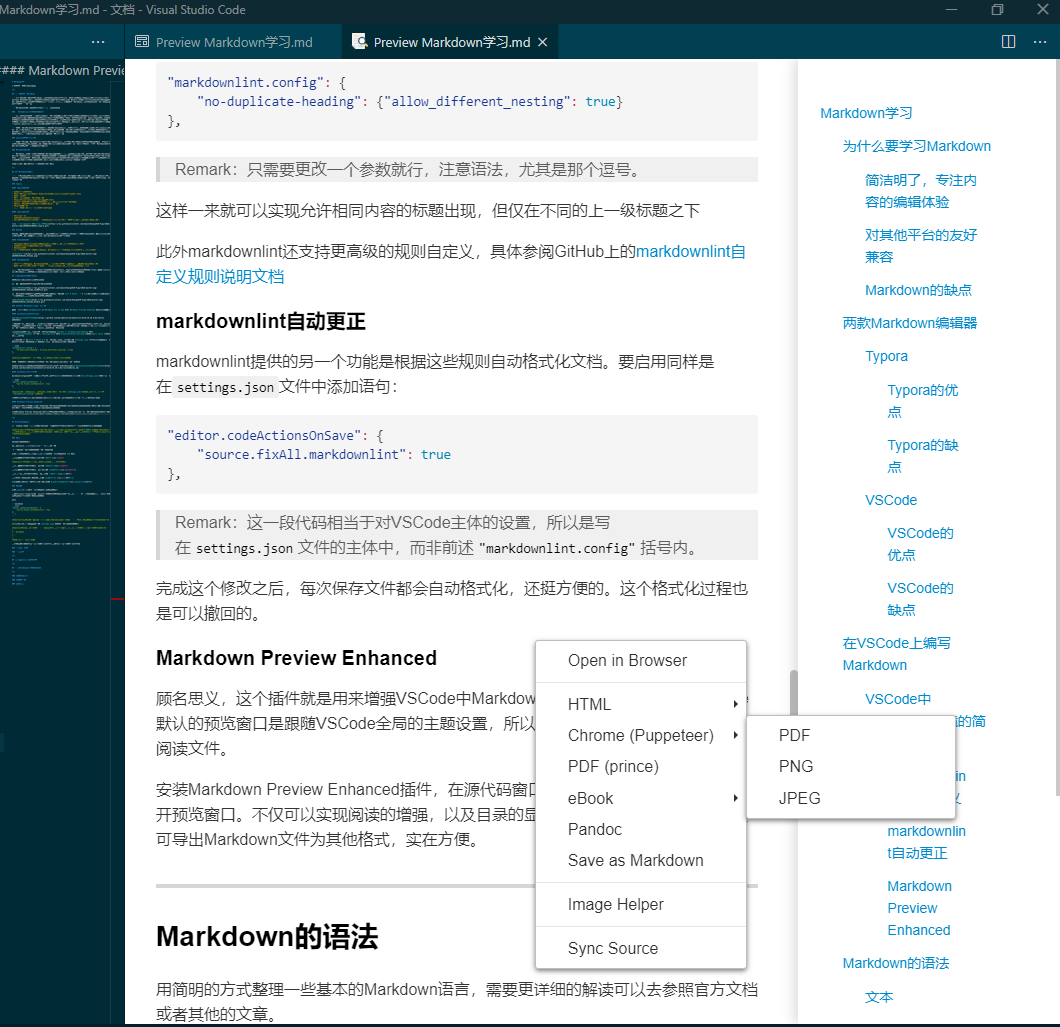 Markdown学习.md - 文档 - Visual Studio Code
Preview Markdown学习.md
Preview Markdown学习.md
#### Markdown Previe
"markdownlint.config": {
"no-duplicate-heading": {"allow_different_nesting": true}
},
Remark：只需要更改一个参数就行，注意语法，尤其是那个逗号。
这样一来就可以实现允许相同内容的标题出现，但仅在不同的上一级标题之下
此外markdownlint还支持更高级的规则自定义，具体参阅GitHub上的markdownlint自
定义规则说明文档
markdownlint自动更正
markdownlint提供的另一个功能是根据这些规则自动格式化文档。要启用同样是
在 settings.json 文件中添加语句：
"editor.codeActionsOnSave": {
"source.fixAll.markdownlint": true
},
Remark：这一段代码相当于对VSCode主体的设置，所以是写
在 settings.json 文件的主体中，而非前述 "markdownlint.config" 括号内。
完成这个修改之后，每次保存文件都会自动格式化，还挺方便的。这个格式化过程也
是可以撤回的。
Markdown Preview Enhanced
顾名思义，这个插件就是用来增强VSCode中Markdow
默认的预览窗口是跟随VSCode全局的主题设置，所以
阅读文件。
安装Markdown Preview Enhanced插件，在源代码窗口
开预览窗口。不仅可以实现阅读的增强，以及目录的显
可导出Markdown文件为其他格式，实在方便。
Markdown的语法
用简明的方式整理一些基本的Markdown语言，需要更详细的解读可以去参照官方文档
或者其他的文章。
Open in Browser
HTML
Chrome (Puppeteer)
PDF (prince)
eBook
Pandoc
Save as Markdown
Image Helper
Sync Source
PDF
PNG
JPEG
Markdown学习
为什么要学习Markdown
简洁明了，专注内
容的编辑体验
对其他平台的友好
兼容
Markdown的缺点
两款Markdown编辑器
Typora
Typora的优
点
Typora的缺
点
VSCode
VSCode的
优点
VSCode的
缺点
在VSCode上编写
Markdown
VSCode中
的简
in
markdownlin
t自动更正
Markdown
Preview
Enhanced
Markdown的语法
文本